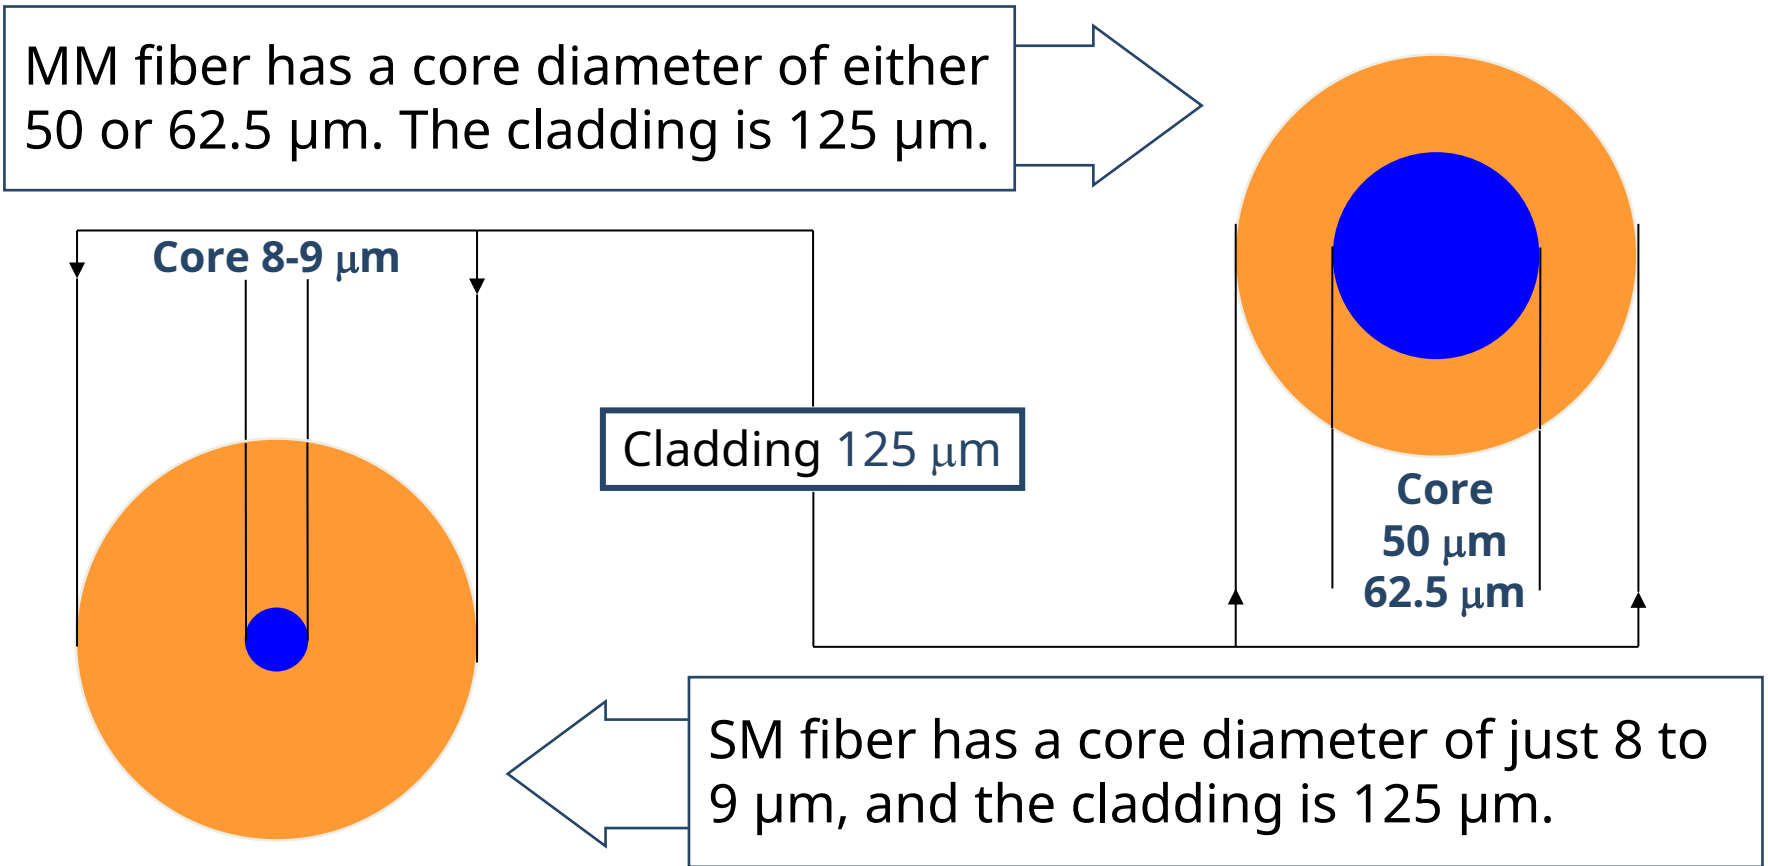 MM fiber has a core diameter of either
50 or 62.5 µm. The cladding is 125 µm.
Core 8-9 μm
Cladding 125 μm
Core
50 μm
62.5 μm
SM fiber has a core diameter of just 8 to
9 µm, and the cladding is 125 µm.